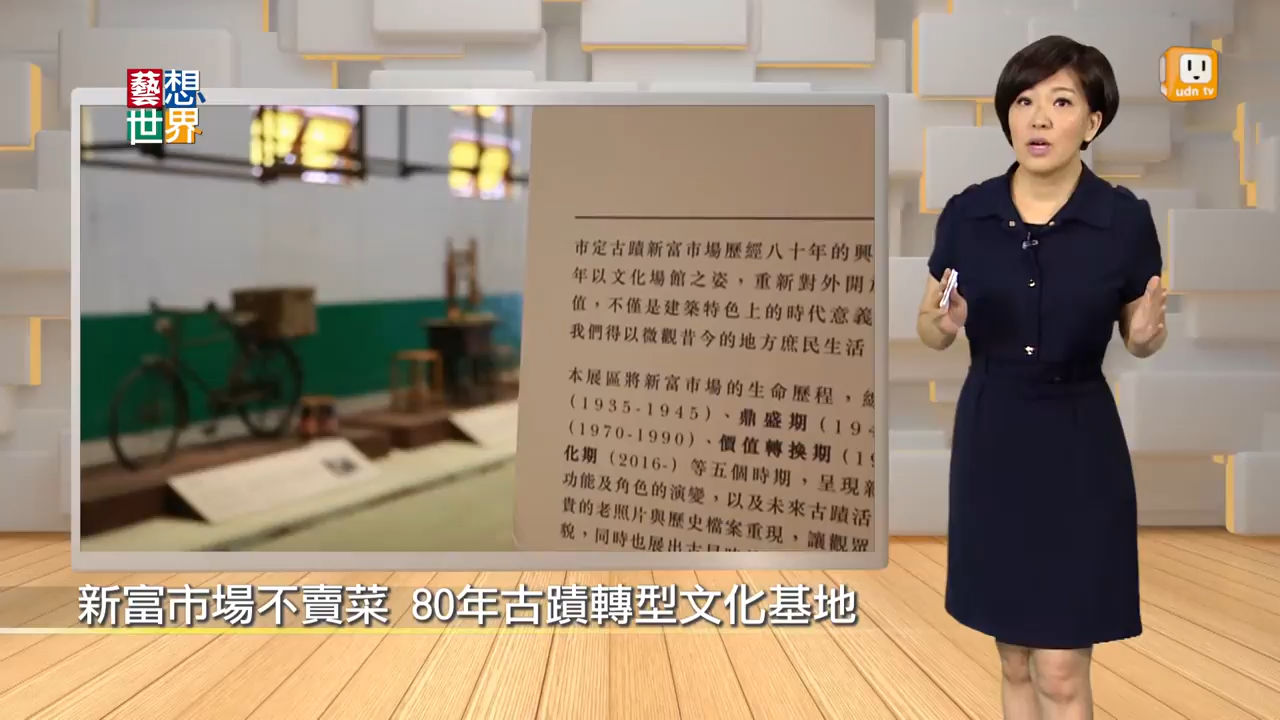 藝想
世界
udn tv
市定古蹟新富市場歷經八十年的興
年以文化場館之姿，重新對外開
值，不僅是建築特色上的時代意義
我們得以微觀昔今的地方庶民生活
本展區將新富市場的生命歷程，
(1935-1945)、鼎盛期(194
(1970-1990)、價值轉換期(19
化期(2016-)等五個時期，呈現新
功能及角色的演變，以及未來古蹟活
貴的老照片與歷史檔案重現，讓觀眾
貌，同時也展出古
新富市場不賣菜 80年古蹟轉型文化基地